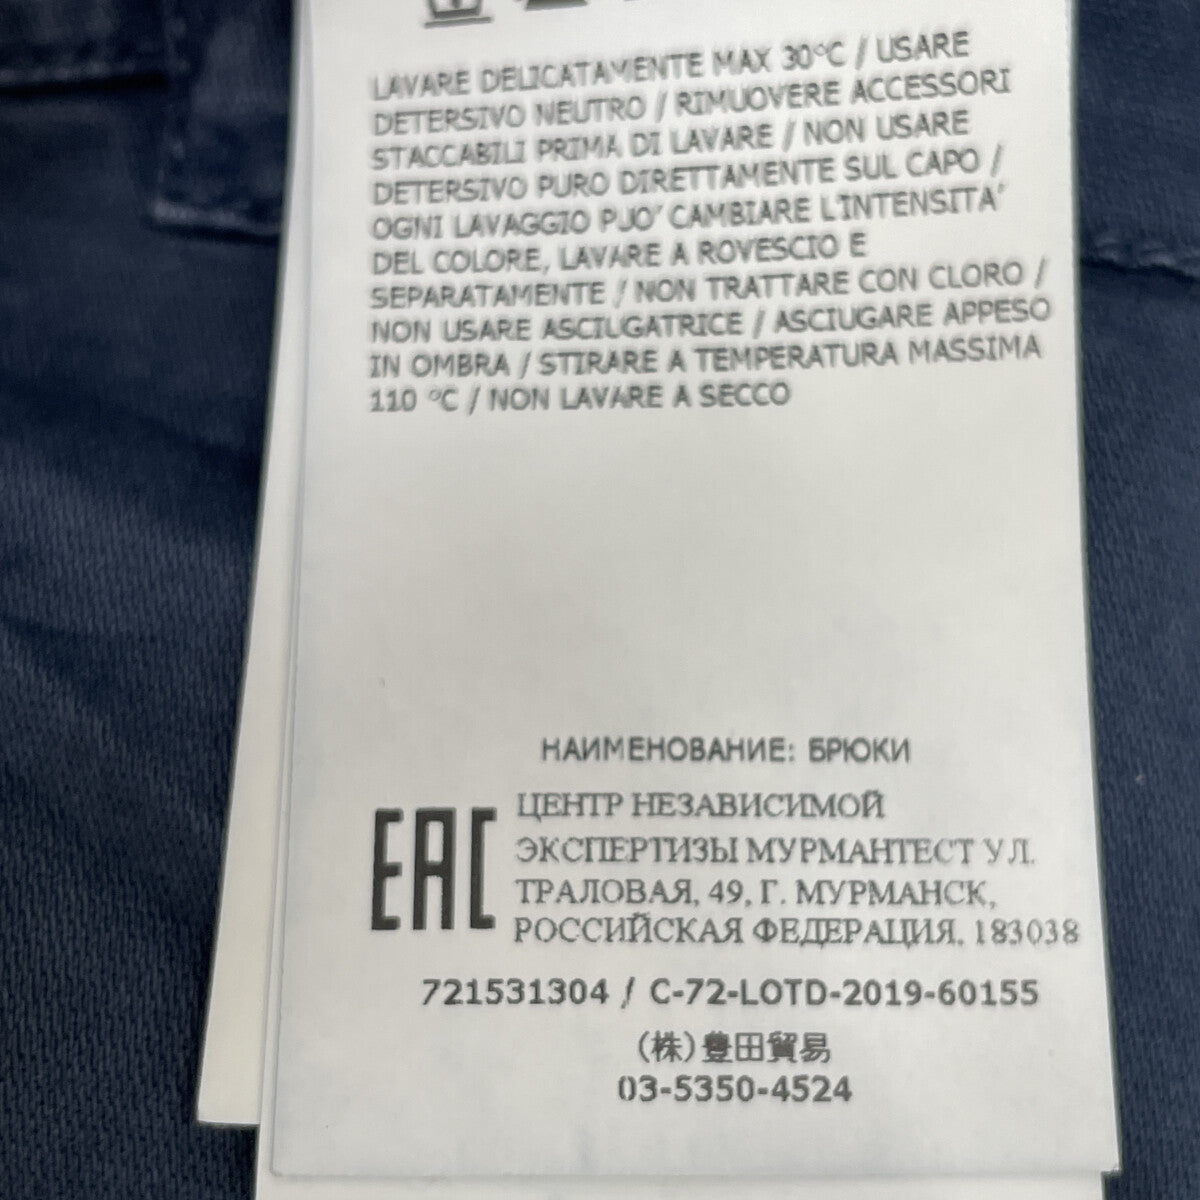 LAVARE DELICATAMENTE MAX 30°C / USARE
DETERSIVO NEUTRO / RIMUOVERE ACCESSORI
STACCABILI PRIMA DI LAVARE / NON USARE
DETERSIVO PURO DIRETTAMENTE SUL CAPO /
OGNI LAVAGGIO PUO' CAMBIARE L'INTENSITA'
DEL COLORE, LAVARE A ROVESCIO E
SEPARATAMENTE / NON TRATTARE CON CLORO /
NON USARE ASCIUGATRICE / ASCIUGARE APPESO
IN OMBRA / STIRARE A TEMPERATURA MASSIMA
110 °C / NON LAVARE A SECCO
НАИМЕНОВАНИЕ: БРЮКИ
EAC
ЦЕНТР НЕЗАВИСИМОЙ
ЭКСПЕРТИЗЫ МУРМАНТЕСТ УЛ.
ТРАЛОВАЯ, 49, Г. МУРМАНСК,
РОССИЙСКАЯ ФЕДЕРАЦИЯ, 183038
721531304 / C-72-LOTD-2019-60155
(株)豊田貿易
03-5350-4524